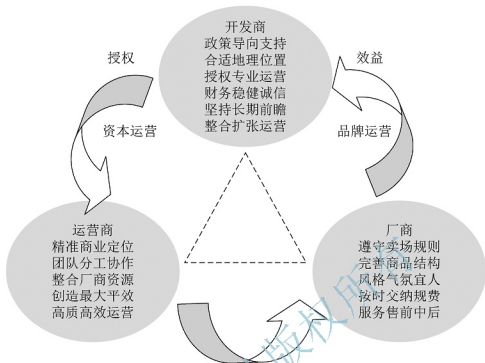 开发商
政策导向支持
合适地理位置
授权专业运营
财务稳健诚信
坚持长期前瞻
整合扩张运营
授权
资本运营
效益
品牌运营
运营商
精准商业定位
团队分工协作
整合厂商资源
创造最大平效
高质高效运营
厂商
遵守卖场规则
完善商品结构
风格气氛宜人
按时交纳规费
服务售前中后
版权所有